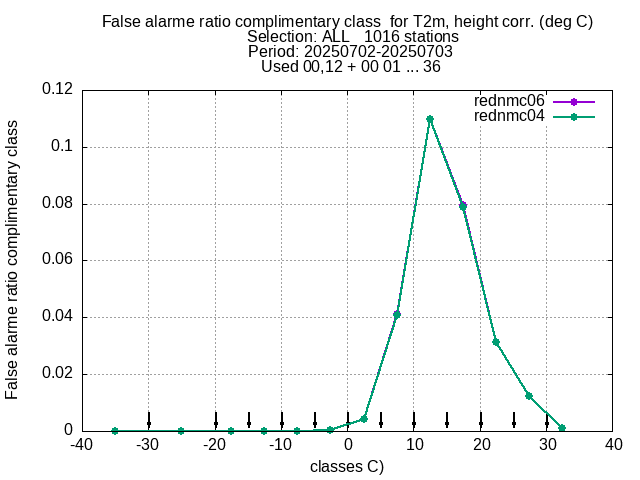 False alarme ratio complimentary class  for T2m, height corr. (deg C)
Selection: ALL   1016 stations
Period: 20250702-20250703
Used 00,12 + 00 01 ... 36
False alarme ratio complimentary class
0.12
0.1
0.08
0.06
0.04
0.02
0
rednmc06
rednmc04
-40 -30 -20 -10 0 10 20 30 40
classes C)